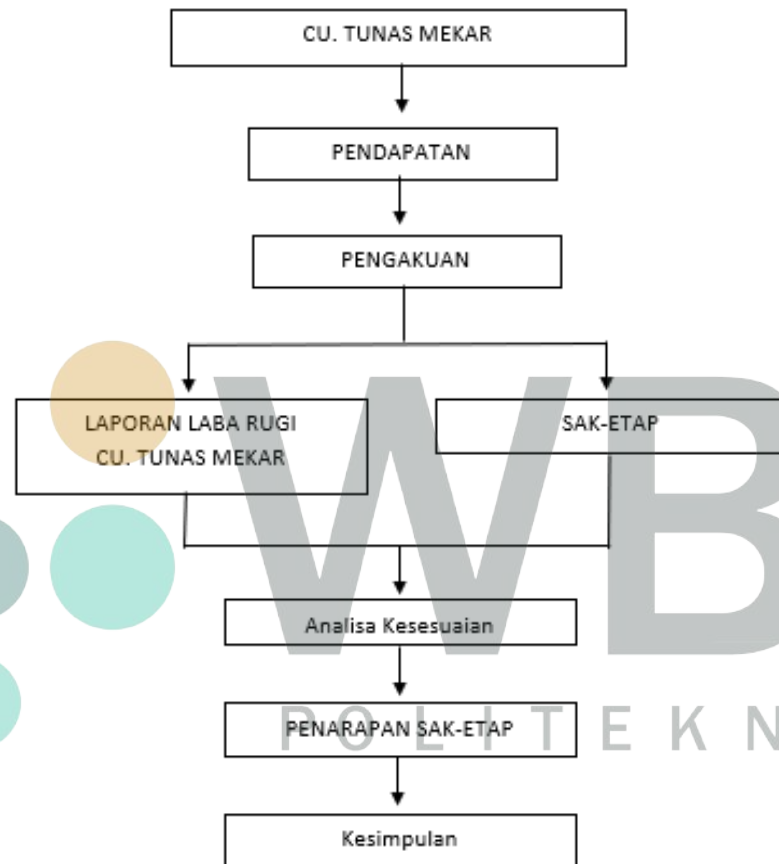 CU. TUNAS MEKAR
PENDAPATAN
PENGAKUAN
LAPORAN LABA RUGI
CU. TUNAS MEKAR
SAK-ETAP
WB
Analisa Kesesuaian
PENARAPAN SAK-ETAP
POLITEKN
Kesimpulan